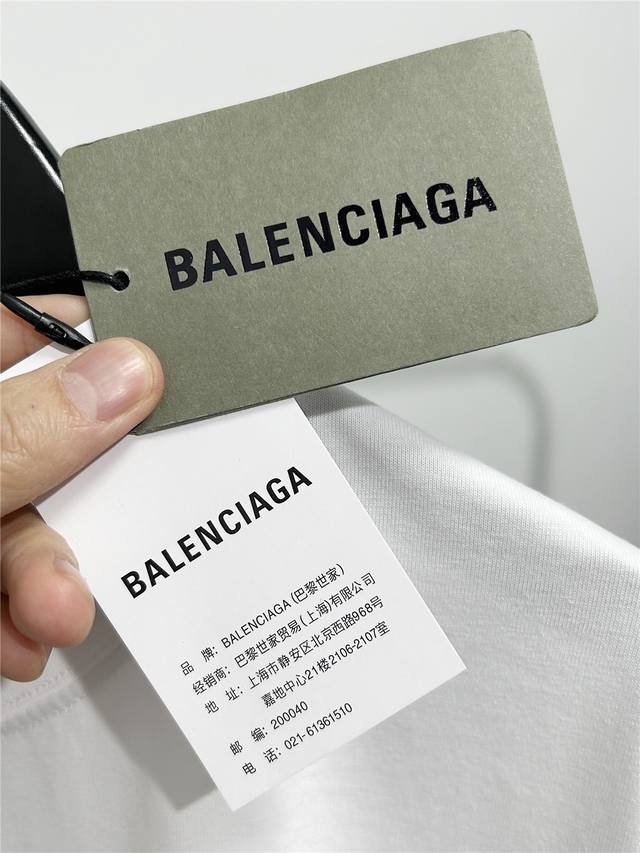 BALENCIAGA
BALENCIAGA
品　牌：BALENCIAGA（巴黎世家）
经销商：巴黎世家贸易（上海）有限公司
地　址：上海市静安区北京西路968号
嘉地中心21楼2106-2107室
邮　编：200040
电　话：021-61361510